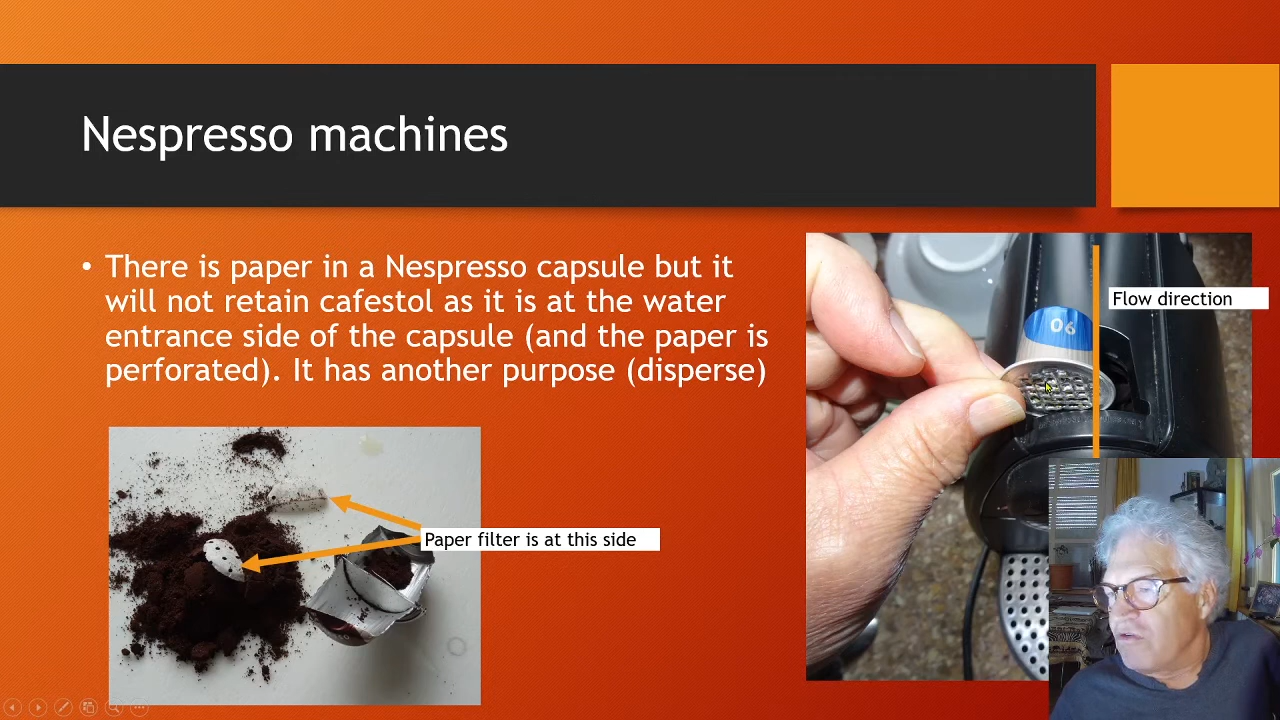 Nespresso machines
• There is paper in a Nespresso capsule but it
will not retain cafestol as it is at the water
entrance side of the capsule (and the paper is
perforated). It has another purpose (disperse)
06
Flow direction
Paper filter is at this side